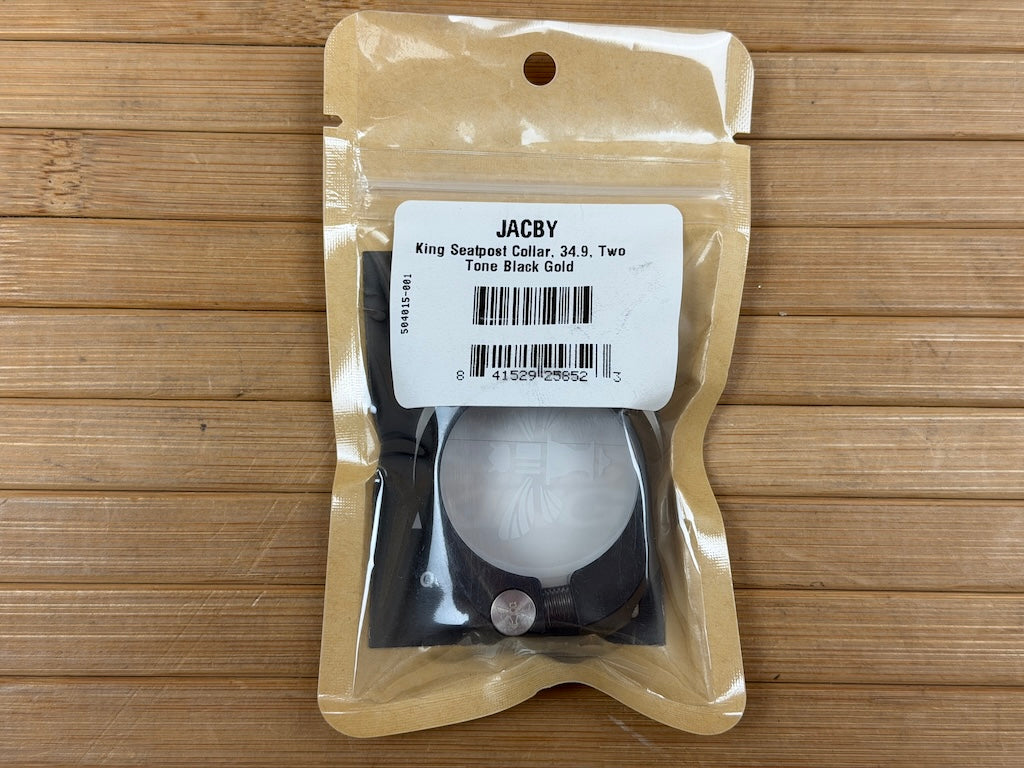 JACBY
King Seatpost Collar, 34.9, Two
Tone Black Gold
504015-001
8 41529 25852 3